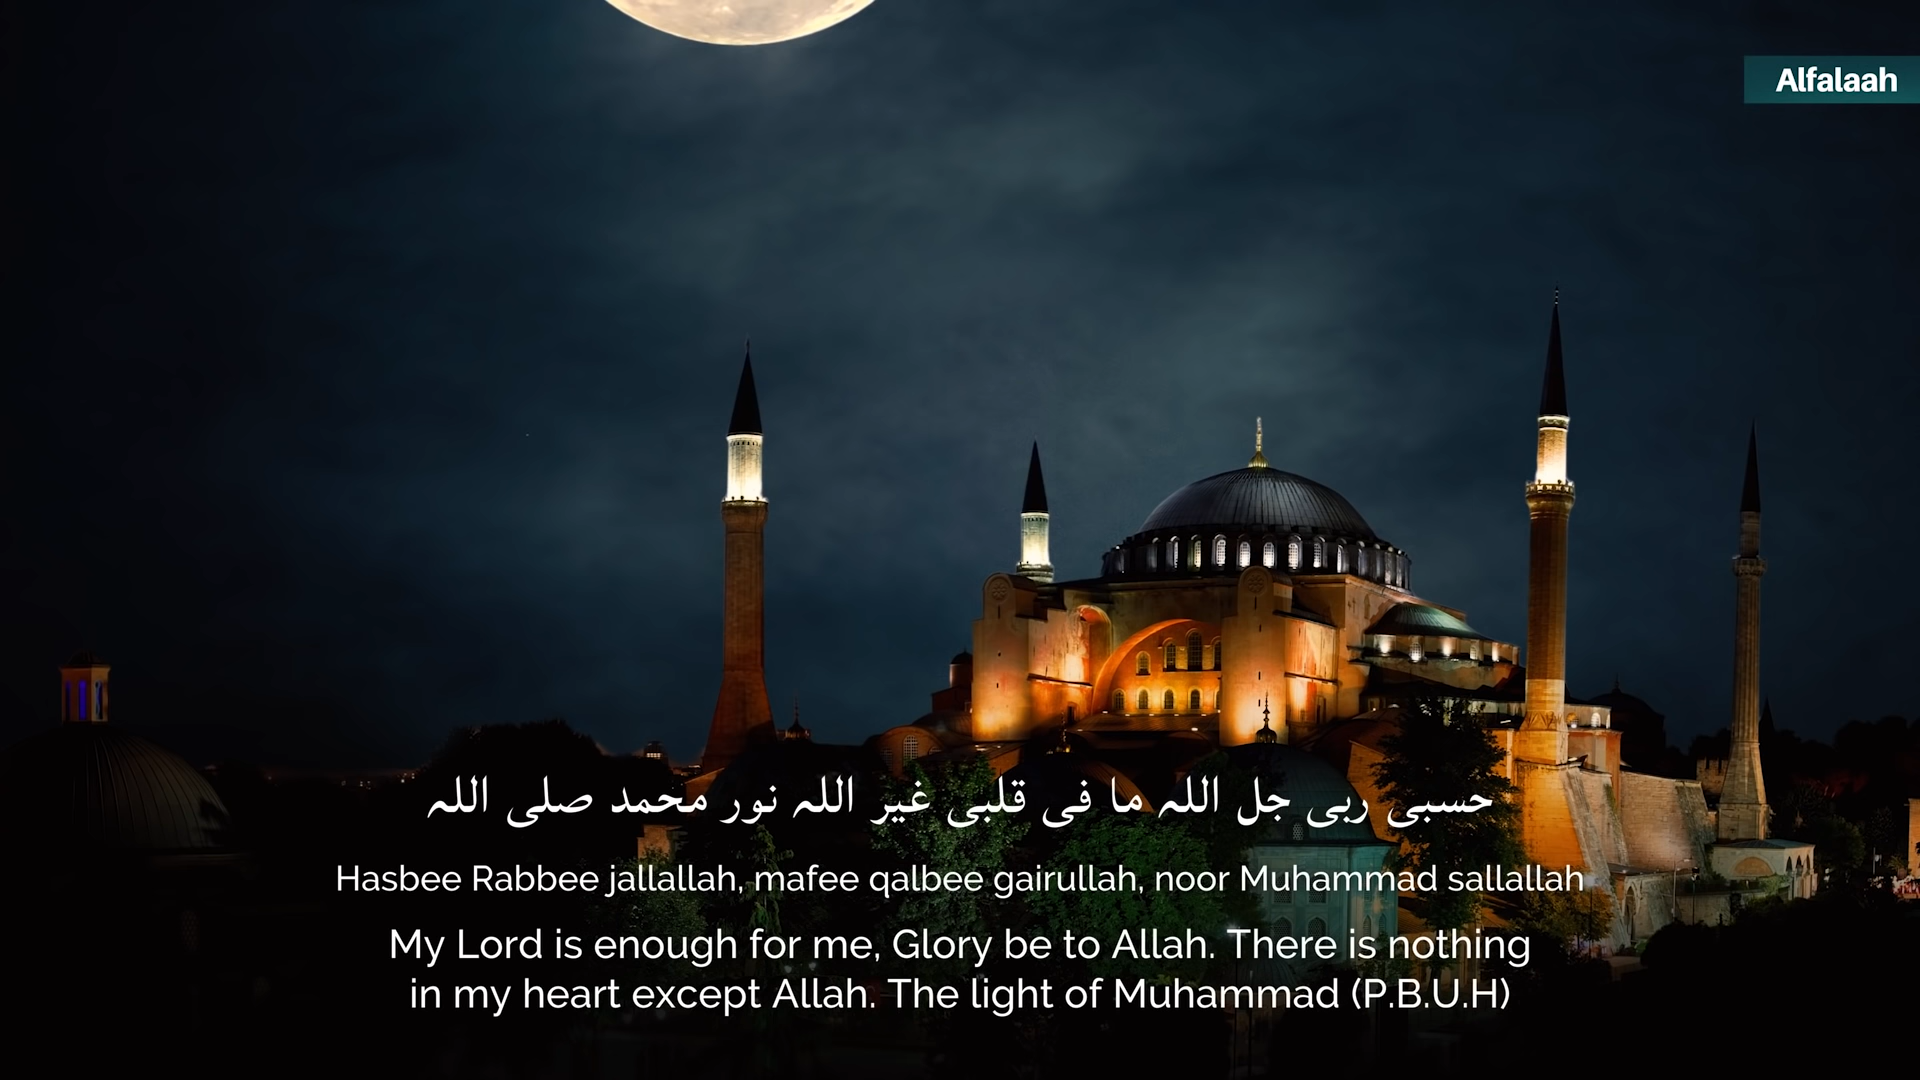 Alfalaah
حسبی ربی جل اللہ ما فی قلبی غیر اللہ نور محمد صلی اللہ
Hasbee Rabbee jallallah, mafee qalbee gairullah, noor Muhammad sallallah
My Lord is enough for me, Glory be to Allah. There is nothing
in my heart except Allah. The light of Muhammad (P.B.U.H)